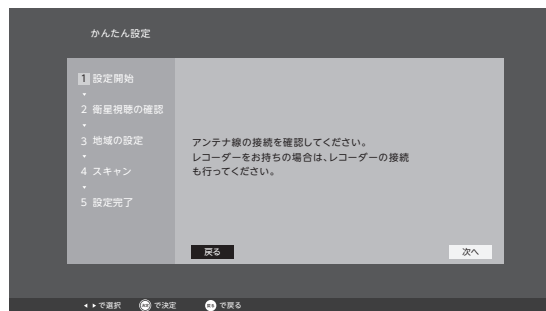 かんたん設定
1 設定開始
2 衛星視聴の確認
3 地域の設定
4 スキャン
5 設定完了
アンテナ線の接続を確認してください。
レコーダーをお持ちの場合は、レコーダーの接続
も行ってください。
戻る
次へ
で選択 決定 で決定 戻る で戻る